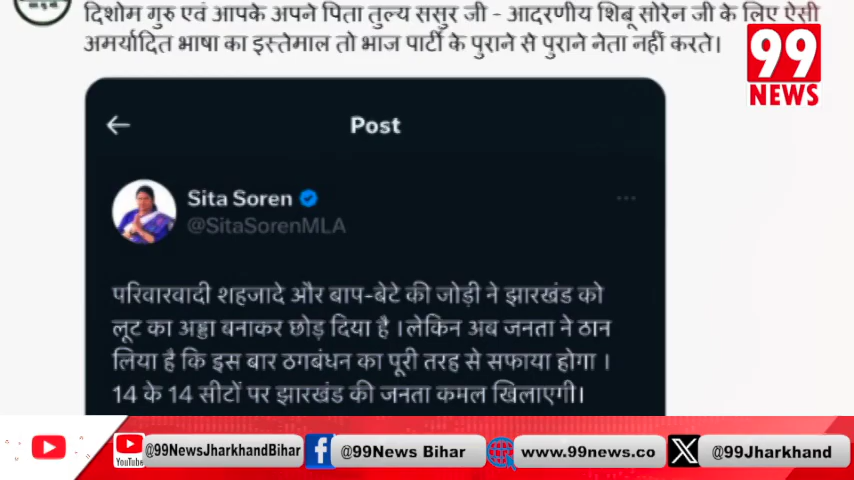 दिशोम गुरु एवं आपके अपने पिता तुल्य ससुर जी - आदरणीय शिबू सोरेन जी के लिए ऐसी
अमर्यादित भाषा का इस्तेमाल तो भाज पार्टी के पुराने से पुराने नेता नहीं करते।
99
NEWS
Post
Sita Soren
@SitaSorenMLA
परिवारवादी शहजादे और बाप-बेटे की जोड़ी ने झारखंड को
लूट का अड्डा बनाकर छोड़ दिया है ।लेकिन अब जनता ने ठान
लिया है कि इस बार ठगबंधन का पूरी तरह से सफाया होगा ।
14 के 14 सीटों पर झारखंड की जनता कमल खिलाएगी।
YouTube
@99NewsJharkhandBihar
@99News Bihar
www.99news.co
@99Jharkhand